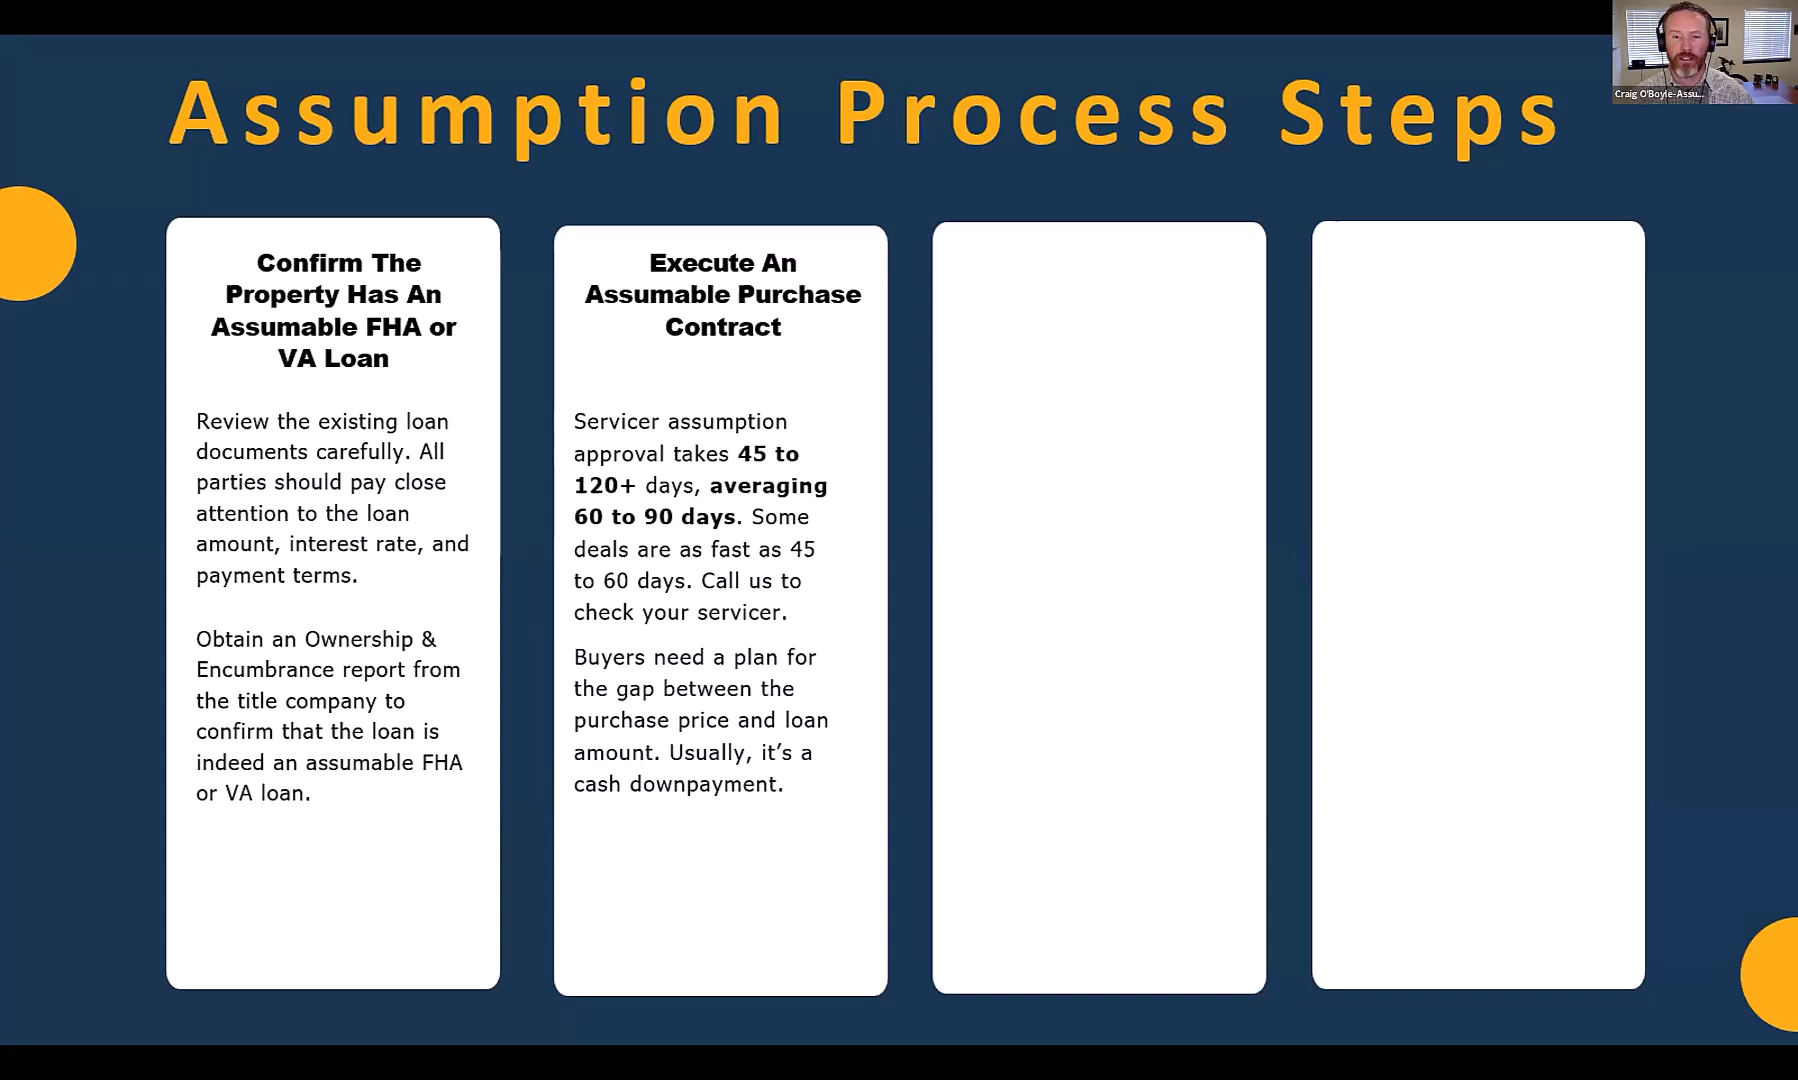 Assumption Process Steps
Craig O'Boyle-Assu...
Confirm The
Property Has An
Assumable FHA or
VA Loan
Review the existing loan
documents carefully. All
parties should pay close
attention to the loan
amount, interest rate, and
payment terms.
Obtain an Ownership &
Encumbrance report from
the title company to
confirm that the loan is
indeed an assumable FHA
or VA loan.
Execute An
Assumable Purchase
Contract
Servicer assumption
approval takes 45 to
120+ days, averaging
60 to 90 days. Some
deals are as fast as 45
to 60 days. Call us to
check your servicer.
Buyers need a plan for
the gap between the
purchase price and loan
amount. Usually, it’s a
cash downpayment.